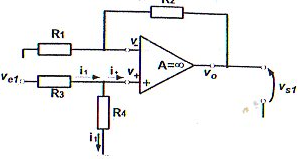 R₂
R₁
v₋
vₑ₁
i₁
i₊
v₊
A=∞
vₒ
vₛ₁
R₃
R₄
i₁